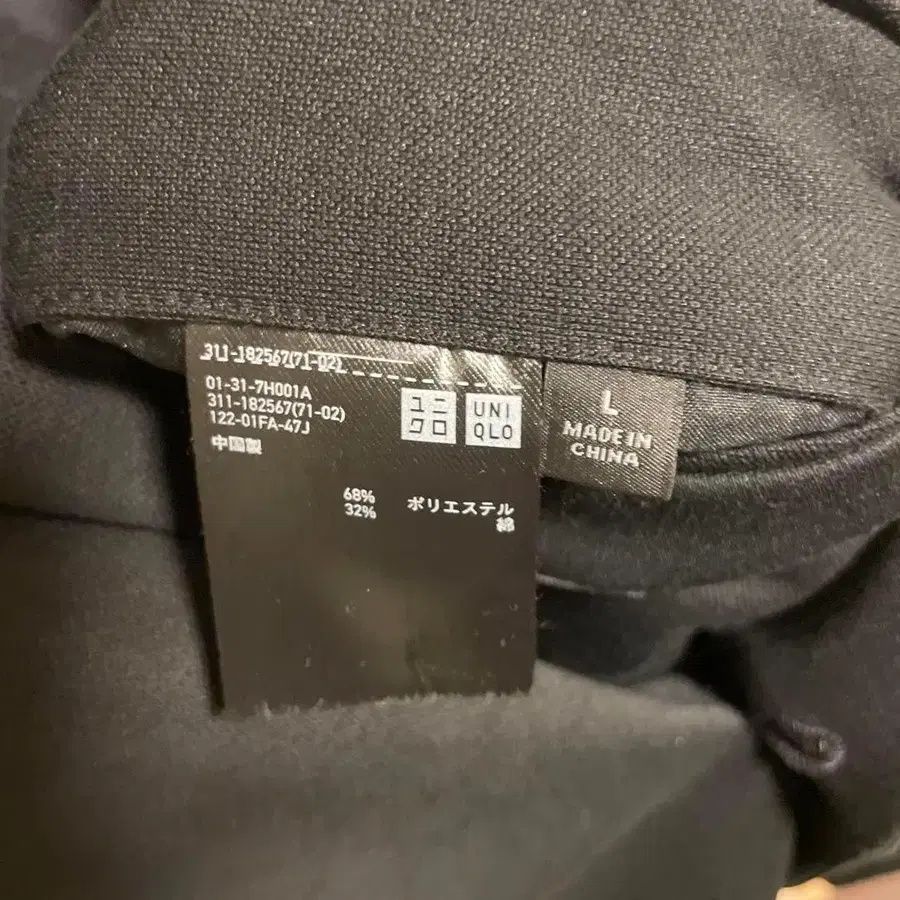 311-182567(71-02)
01-31-7H001A
311-182567(71-02)
122-01FA-47J
中国製
ユニ
クロ
UNI
QLO
68% ポリエステル
32% 綿
L
MADE IN
CHINA